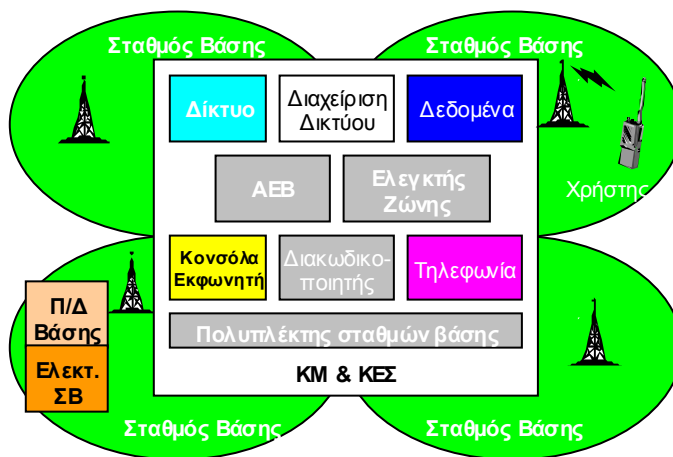 Σταθμός Βάσης
Σταθμός Βάσης
Δίκτυο
Διαχείριση
Δικτύου
Δεδομένα
ΑΕΒ
Ελεγκτής
Ζώνης
Χρήστης
Κονσόλα
Εκφωνητή
Διακωδικο-
ποιητής
Τηλεφωνία
Π/Δ
Βάσης
Ελεκτ.
ΣΒ
Πολυπλέκτης σταθμών βάσης
ΚΜ & ΚΕΣ
Σταθμός Βάσης
Σταθμός Βάσης